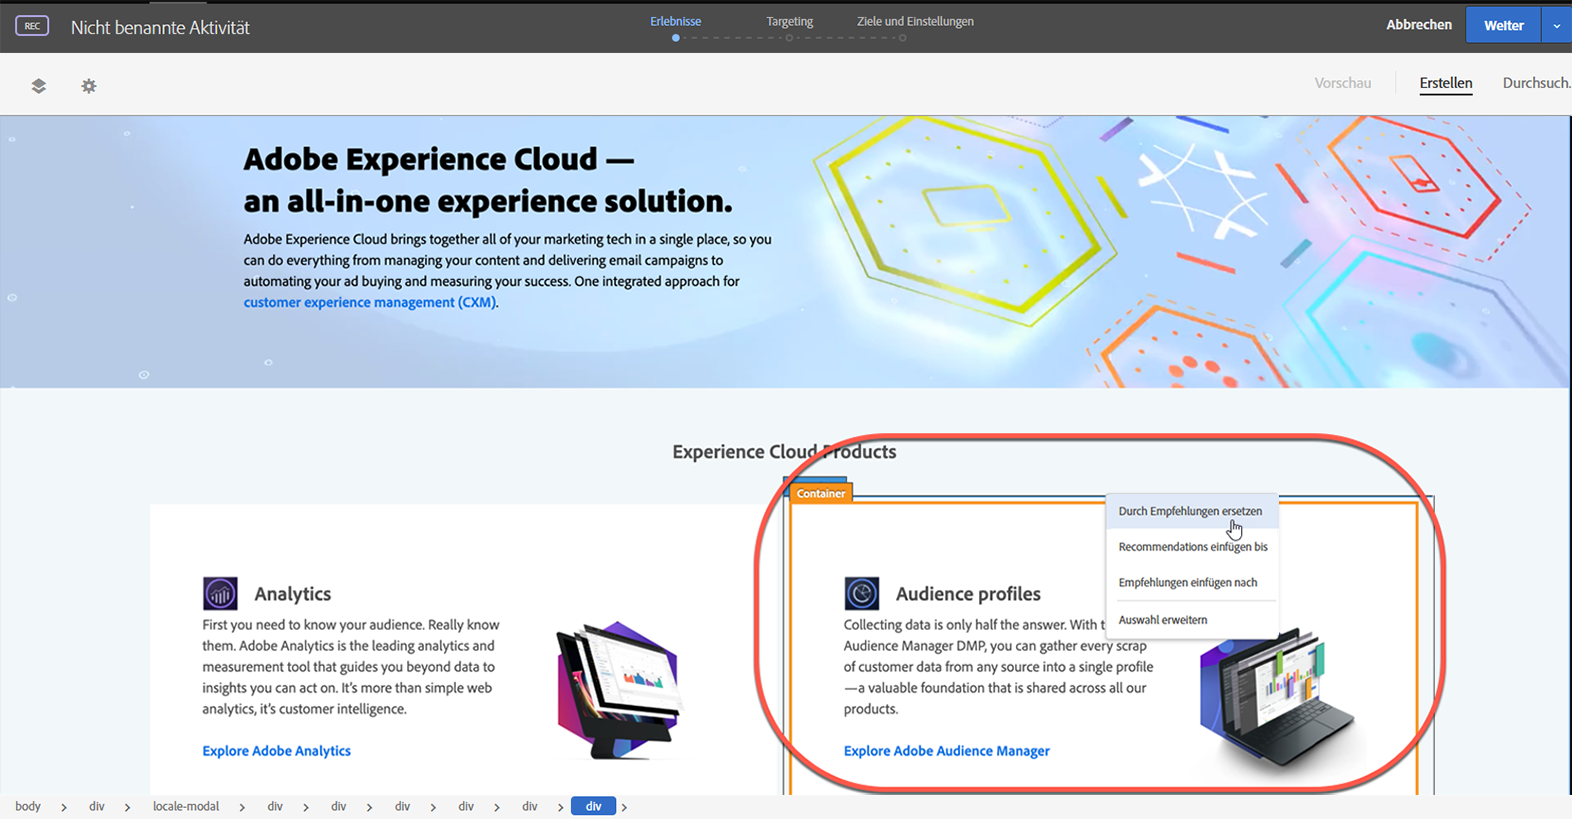 REC
Nicht benannte Aktivität
Erlebnisse
Targeting
Ziele und Einstellungen
Abbrechen
Weiter
Vorschau
Erstellen
Durchsuch.
Adobe Experience Cloud —
an all-in-one experience solution.
Adobe Experience Cloud brings together all of your marketing tech in a single place, so you
can do everything from managing your content and delivering email campaigns to
automating your ad buying and measuring your success. One integrated approach for
customer experience management (CXM).
Experience Cloud Products
Container
Durch Empfehlungen ersetzen
Recommendations einfügen bis
Empfehlungen einfügen nach
Auswahl erweitern
Analytics
First you need to know your audience. Really know
them. Adobe Analytics is the leading analytics and
measurement tool that guides you beyond data to
insights you can act on. It's more than simple web
analytics, it's customer intelligence.
Explore Adobe Analytics
Audience profiles
Collecting data is only half the answer. With t
Audience Manager DMP, you can gather every scrap
of customer data from any source into a single profile
—a valuable foundation that is shared across all our
products.
Explore Adobe Audience Manager
body > div > locale-modal > div > div > div > div > div > div >